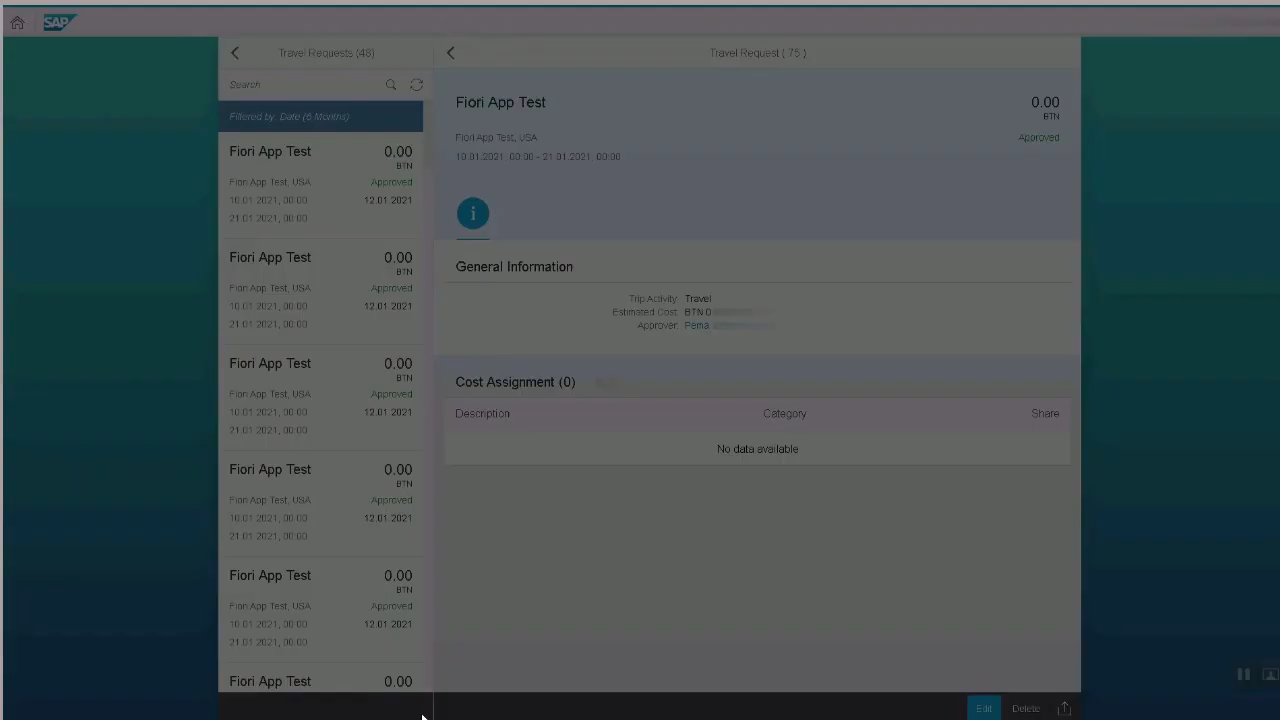 SAP
Travel Requests (48)
Search
Filtered by: Date (6 Months)
Fiori App Test 0.00
BTN
Fiori App Test, USA Approved
10.01.2021, 00:00 - 12.01.2021
21.01.2021, 00:00
Fiori App Test 0.00
BTN
Fiori App Test, USA Approved
10.01.2021, 00:00 - 12.01.2021
21.01.2021, 00:00
Fiori App Test 0.00
BTN
Fiori App Test, USA Approved
10.01.2021, 00:00 - 12.01.2021
21.01.2021, 00:00
Fiori App Test 0.00
BTN
Fiori App Test, USA Approved
10.01.2021, 00:00 - 12.01.2021
21.01.2021, 00:00
Fiori App Test 0.00
BTN
Fiori App Test, USA Approved
10.01.2021, 00:00 - 12.01.2021
21.01.2021, 00:00
Fiori App Test 0.00
Travel Request ( 75 )
Fiori App Test 0.00
BTN
Fiori App Test, USA Approved
10.01.2021, 00:00 - 21.01.2021, 00:00
General Information
Trip Activity: Travel
Estimated Cost: BTN 0
Approver: Pema
Cost Assignment (0)
Description Category Share
No data available
Edit Delete